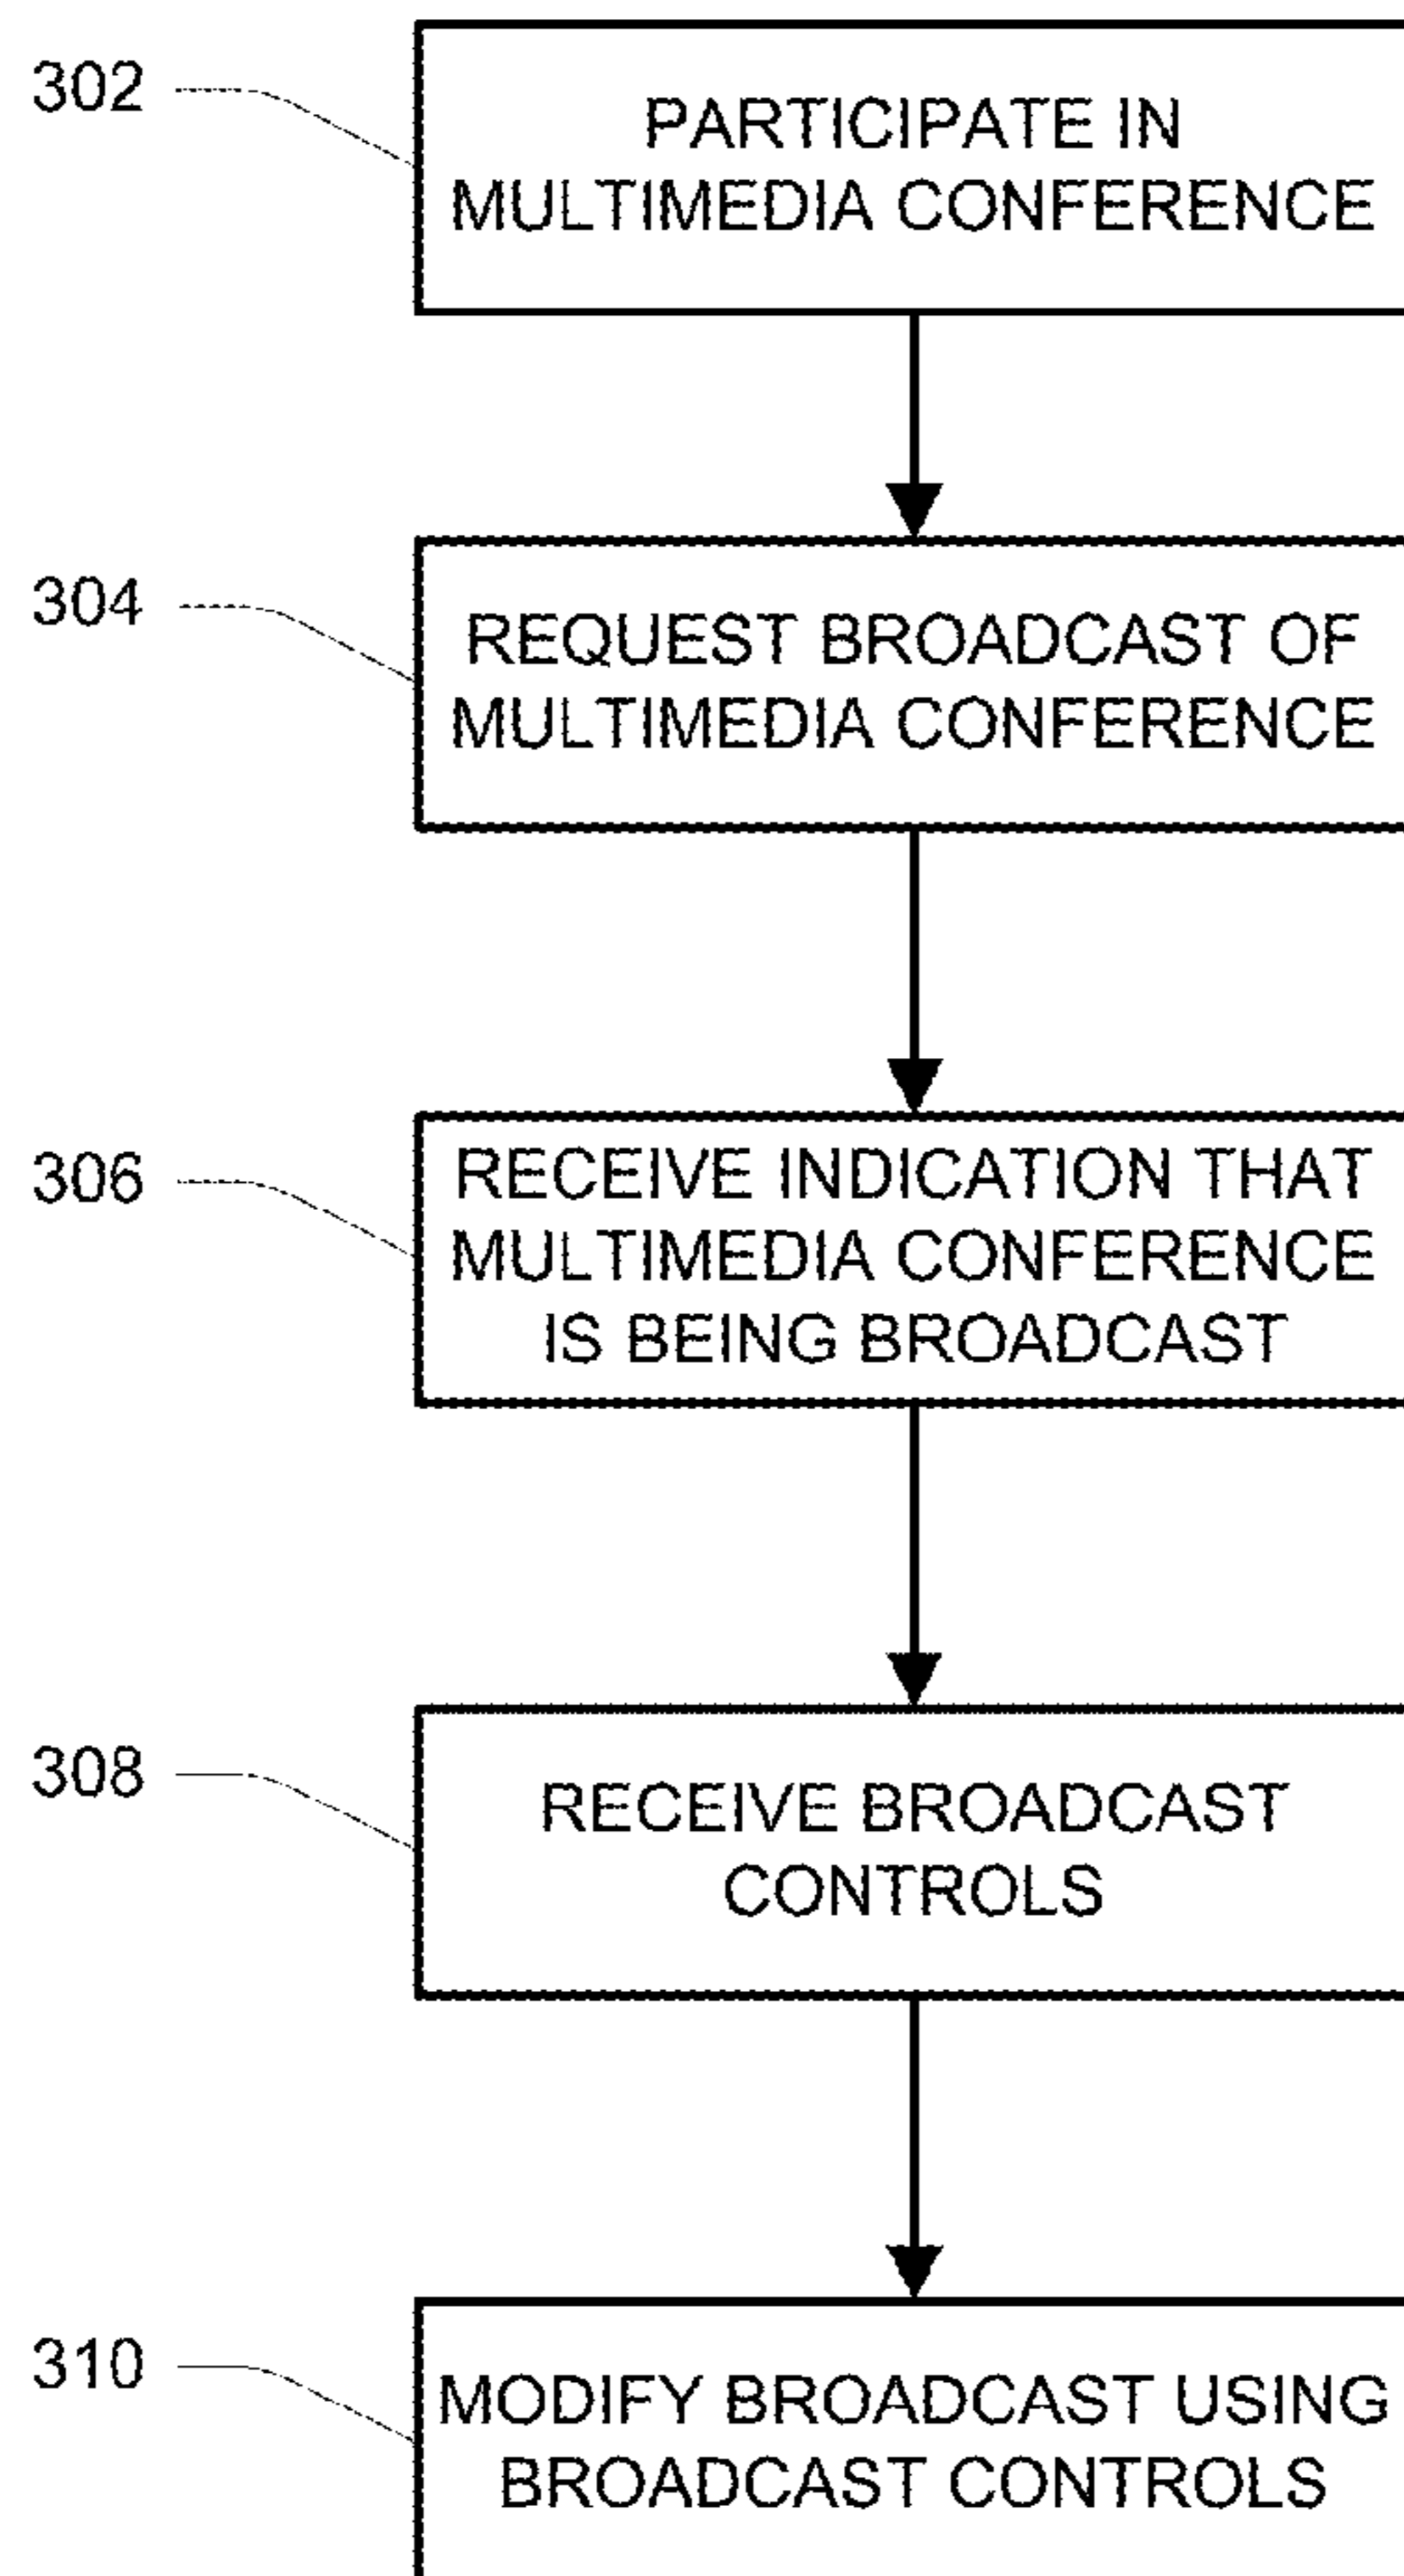 302
PARTICIPATE IN
MULTIMEDIA CONFERENCE
304
REQUEST BROADCAST OF
MULTIMEDIA CONFERENCE
306
RECEIVE INDICATION THAT
MULTIMEDIA CONFERENCE
IS BEING BROADCAST
308
RECEIVE BROADCAST
CONTROLS
310
MODIFY BROADCAST USING
BROADCAST CONTROLS